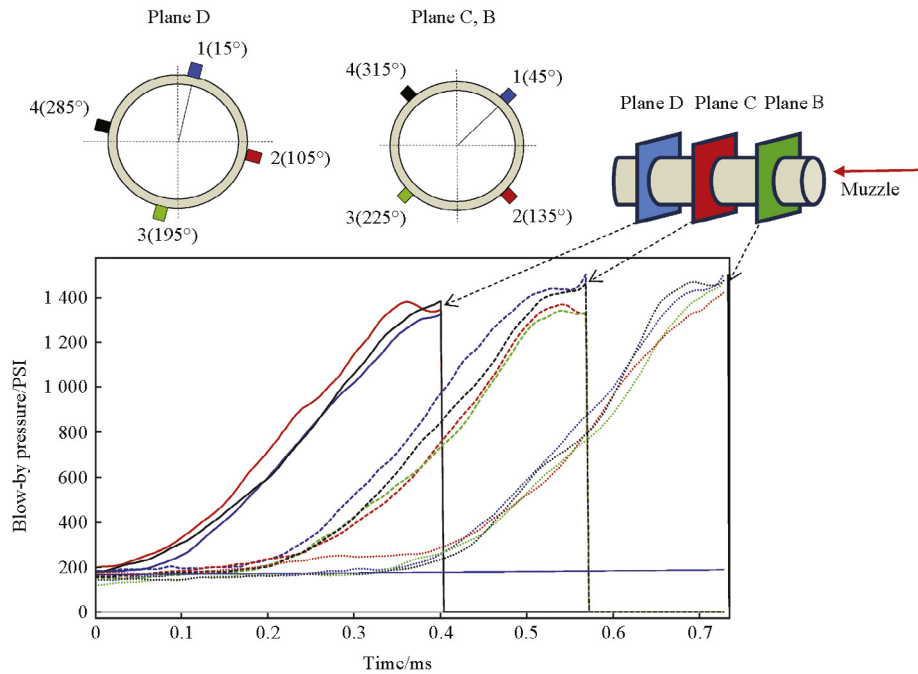 Plane D
Plane C, B
1(15°)
4(285°)
2(105°)
3(195°)
4(315°)
1(45°)
3(225°)
2(135°)
Plane D Plane C Plane B
Muzzle
1 400
1 200
1 000
800
600
400
200
0
Blow-by pressure/PSI
0 0.1 0.2 0.3 0.4 0.5 0.6 0.7
Time/ms